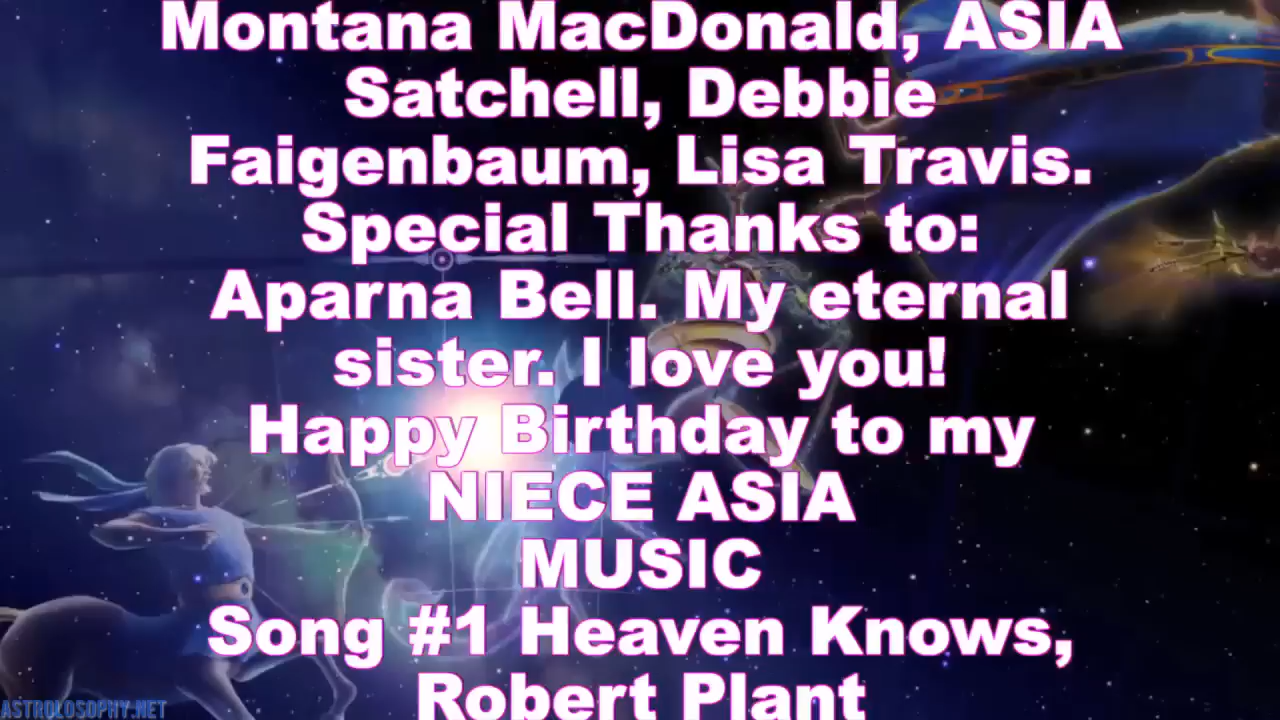 Montana MacDonald, ASIA
Satchell, Debbie
Faigenbaum, Lisa Travis.
Special Thanks to:
Aparna Bell. My eternal
sister. I love you!
Happy Birthday to my
NIECE ASIA
MUSIC
Song #1 Heaven Knows,
Robert Plant
ASTROLOSOPHY.NET